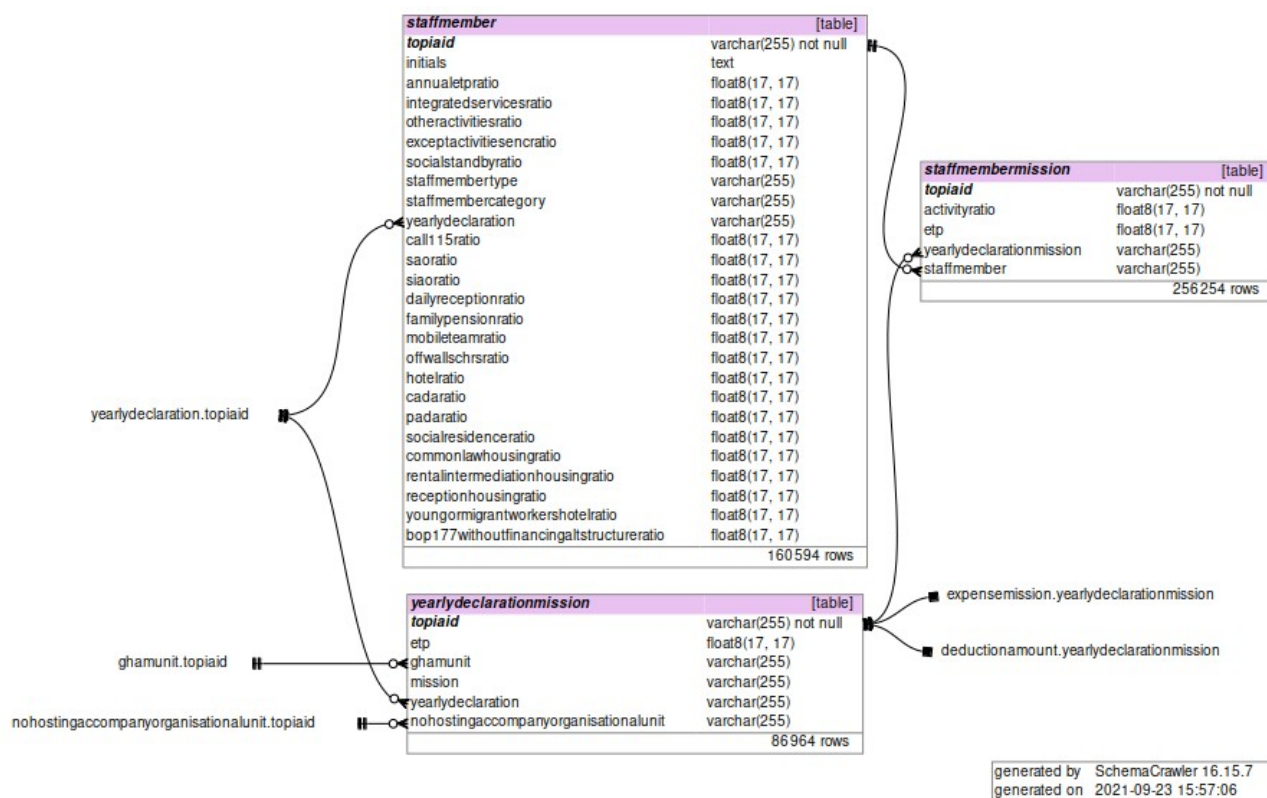 staffmember [table]
topiaid varchar(255) not null
initials text
annualetpratio float8(17, 17)
integratedservicesratio float8(17, 17)
otheractivitiesratio float8(17, 17)
exceptactivitiesencratio float8(17, 17)
socialstandbyratio float8(17, 17)
staffmembertype varchar(255)
staffmembercategory varchar(255)
yearlydeclaration varchar(255)
call115ratio float8(17, 17)
saoratio float8(17, 17)
siaoratio float8(17, 17)
dailyreceptionratio float8(17, 17)
familypensionratio float8(17, 17)
mobileteamratio float8(17, 17)
offwallschrsratio float8(17, 17)
hotelratio float8(17, 17)
cadaratio float8(17, 17)
padaratio float8(17, 17)
socialresidenceratio float8(17, 17)
commonlawhousingratio float8(17, 17)
rentalintermediationhousingratio float8(17, 17)
receptionhousingratio float8(17, 17)
youngormigrantworkershotelratio float8(17, 17)
bop177withoutfinancingaltstructureratio float8(17, 17)
160594 rows
staffmembermission [table]
topiaid varchar(255) not null
activityratio float8(17, 17)
etp float8(17, 17)
yearlydeclarationmission varchar(255)
staffmember varchar(255)
256254 rows
yearlydeclaration.topiaid
yearlydeclarationmission [table]
topiaid varchar(255) not null
etp float8(17, 17)
ghamunit varchar(255)
mission varchar(255)
yearlydeclaration varchar(255)
nohostingaccompanyorganisationalunit varchar(255)
86964 rows
ghamunit.topiaid
nohostingaccompanyorganisationalunit.topiaid
expensemission.yearlydeclarationmission
deductionamount.yearlydeclarationmission
generated by SchemaCrawler 16.15.7
generated on 2021-09-23 15:57:06